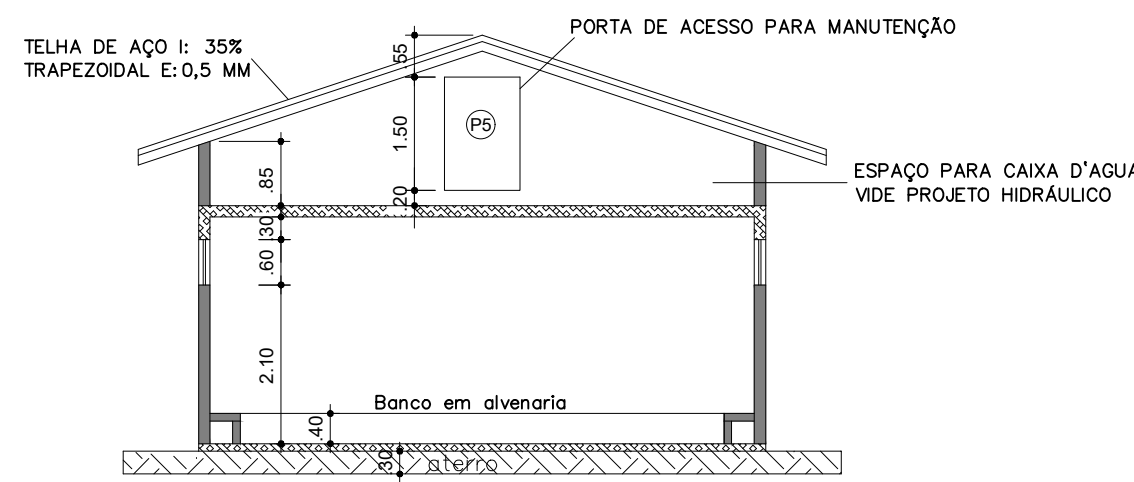 PORTA DE ACESSO PARA MANUTENÇÃO
TELHA DE AÇO I: 35%
TRAPEZOIDAL E:0,5 MM
.55
P5
1.50
.20
ESPAÇO PARA CAIXA D'AGUA
VIDE PROJETO HIDRÁULICO
.85
.30
.60
2.10
Banco em alvenaria
.40
.30
aterro